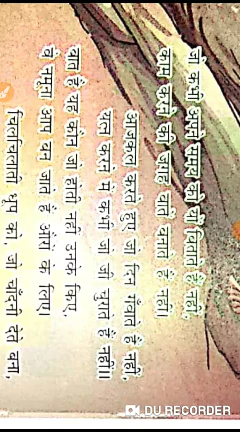 जो कभी अपने समय को यों बिताते हैं नहीं,
काम करने की जगह बातें बनाते हैं नहीं।
आजकल करते हुए जो दिन गँवाते हैं नहीं,
यत्न करने में कभी जो जी चुराते हैं नहीं॥
बात है वह कौन जो होती नहीं उनके किए,
वे नमूना आप बन जाते हैं औरों के लिए।
चिलचिलाती धूप को, जो चाँदनी देते बना,
DU RECORDER